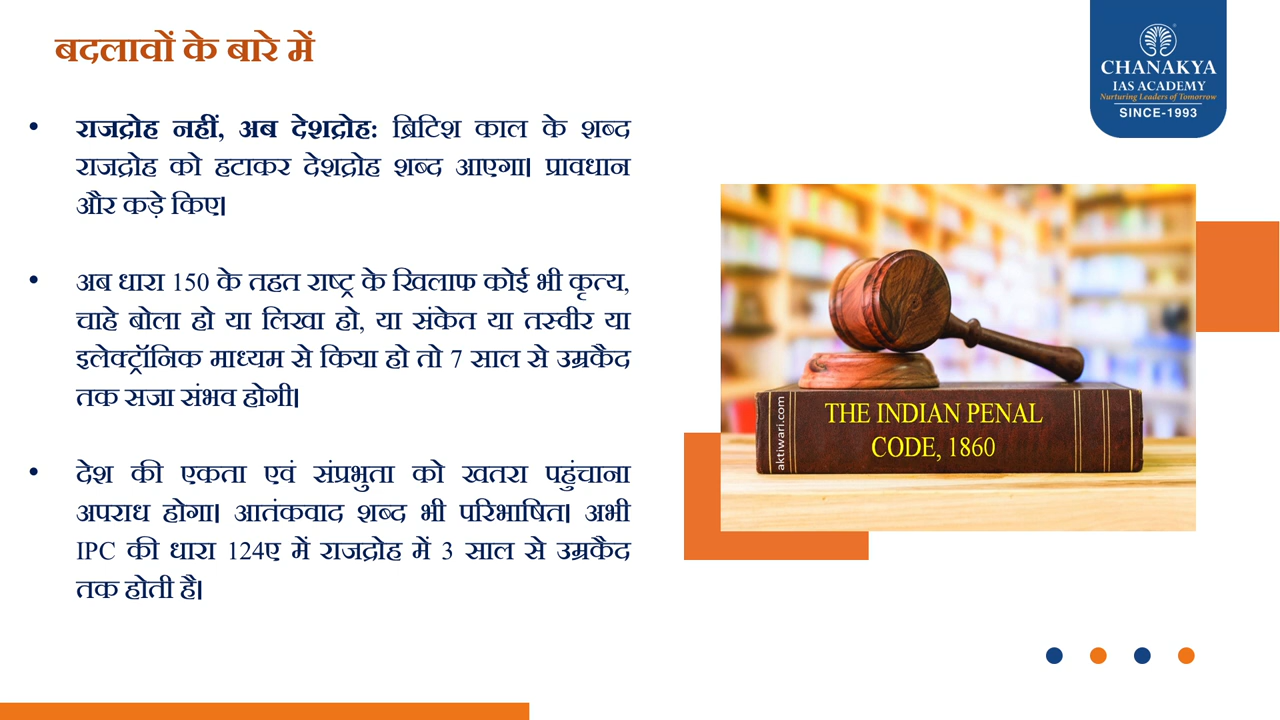 बदलावों के बारे में
CHANAKYA
IAS ACADEMY
Nurturing Leaders of Tomorrow
SINCE-1993
• राजद्रोह नहीं, अब देशद्रोह: ब्रिटिश काल के शब्द
राजद्रोह को हटाकर देशद्रोह शब्द आएगा। प्रावधान
और कड़े किए।
• अब धारा 150 के तहत राष्ट्र के खिलाफ कोई भी कृत्य,
चाहे बोला हो या लिखा हो, या संकेत या तस्वीर या
इलेक्ट्रॉनिक माध्यम से किया हो तो 7 साल से उम्रकैद
तक सजा संभव होगी।
• देश की एकता एवं संप्रभुता को खतरा पहुंचाना
अपराध होगा। आतंकवाद शब्द भी परिभाषित। अभी
IPC की धारा 124ए में राजद्रोह में 3 साल से उम्रकैद
तक होती है।
aktiwari.com
THE INDIAN PENAL
CODE, 1860